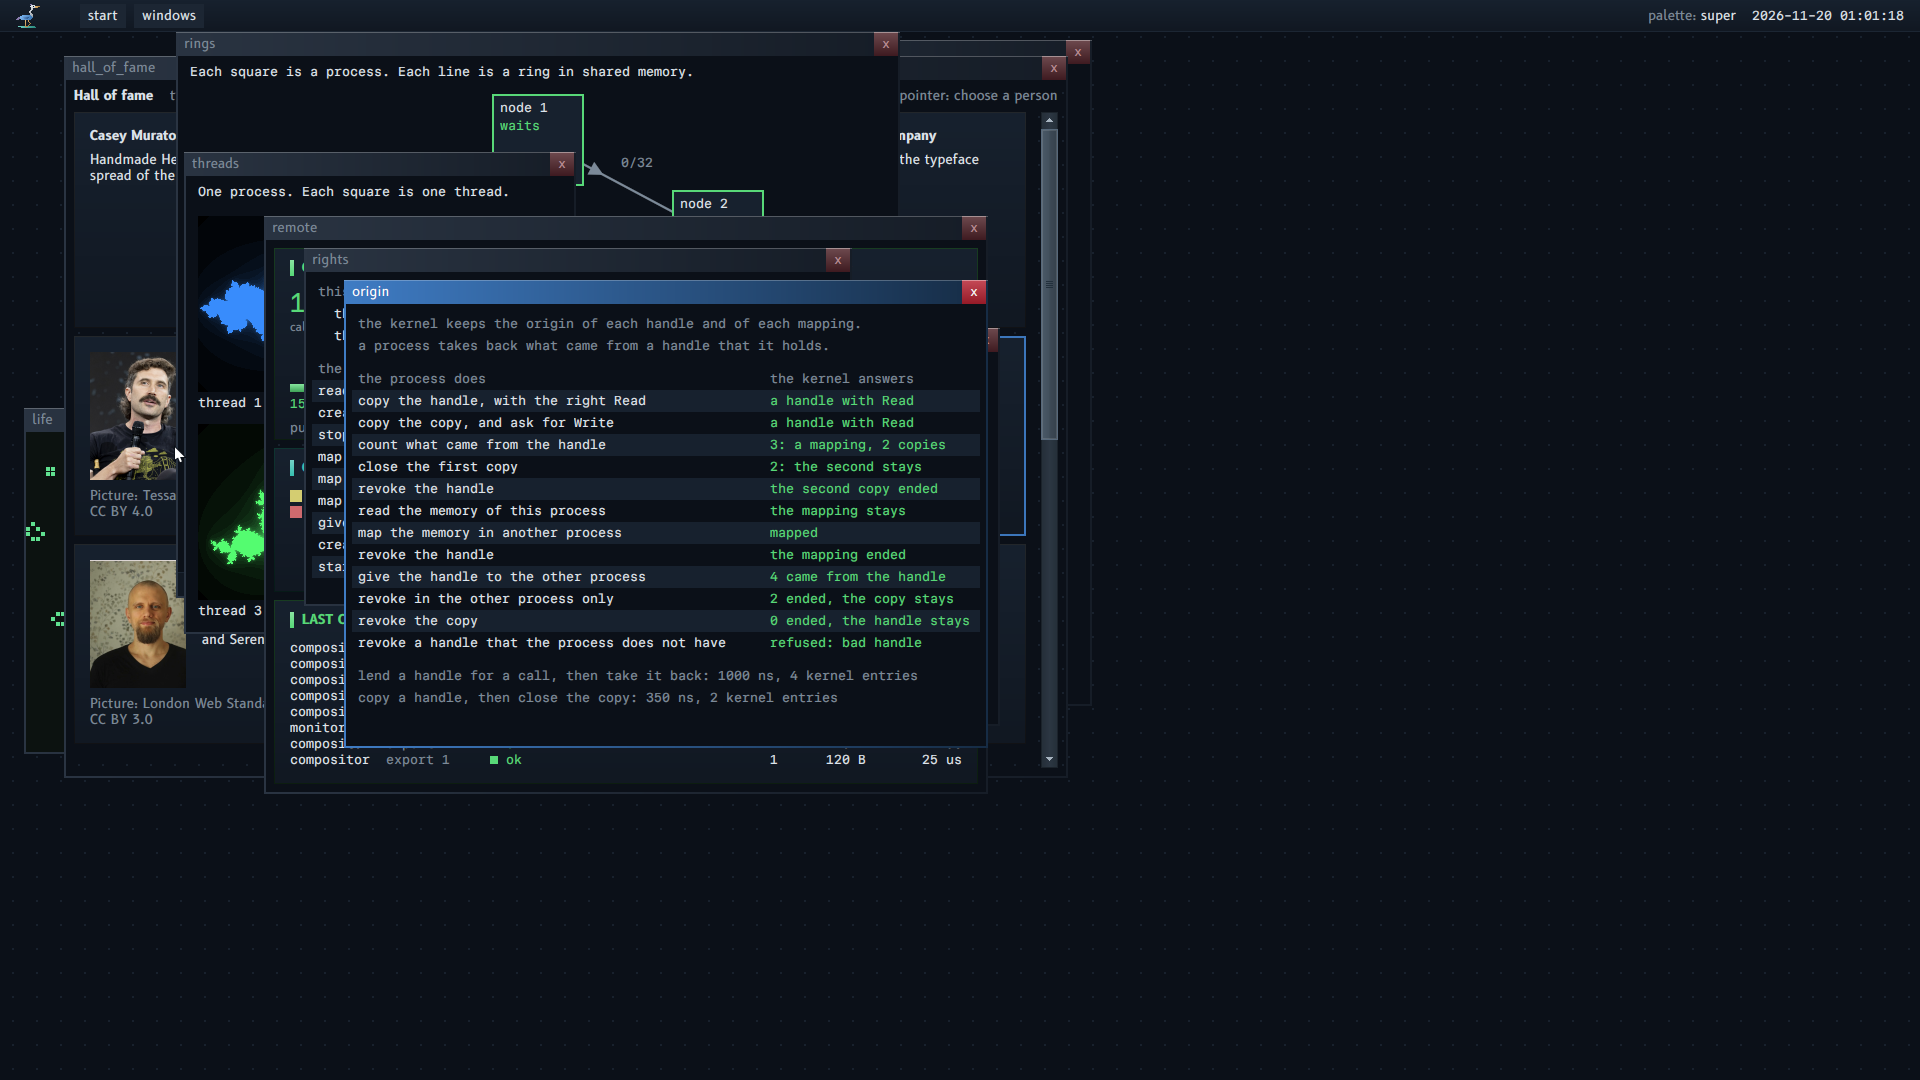 start windows palette: super 2026-11-20 01:01:18
rings x
x
hall_of_fame x
Each square is a process. Each line is a ring in shared memory.
Hall of fame pointer: choose a person
node 1
waits
Casey
Handmade
spread of the
the typeface
threads x
0/32
One process. Each square is one thread.
node 2
remote x
rights x
origin x
the kernel keeps the origin of each handle and of each mapping.
a process takes back what came from a handle that it holds.
the process does the kernel answers
copy the handle, with the right Read a handle with Read
copy the copy, and ask for Write a handle with Read
count what came from the handle 3: a mapping, 2 copies
close the first copy 2: the second stays
revoke the handle the second copy ended
read the memory of this process the mapping stays
map the memory in another process mapped
revoke the handle the mapping ended
give the handle to the other process 4 came from the handle
revoke in the other process only 2 ended, the copy stays
revoke the copy 0 ended, the handle stays
revoke a handle that the process does not have refused: bad handle
lend a handle for a call, then take it back: 1000 ns, 4 kernel entries
copy a handle, then close the copy: 350 ns, 2 kernel entries
the
map
map
map
thread 1
life
Picture: Tessa
CC BY 4.0
thread 3
and
LAST
Picture: London Web
CC BY 3.0
compositor export 1 ok 1 120 B 25 us